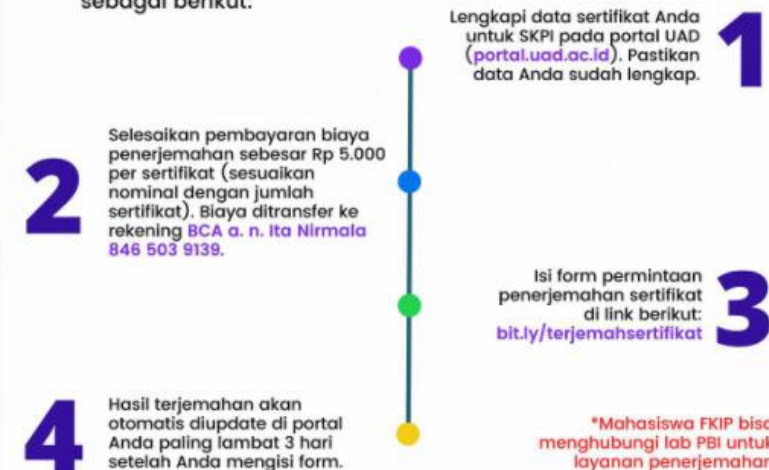 sebagai berikut:
1
Lengkapi data sertifikat Anda
untuk SKPI pada portal UAD
(portal.uad.ac.id). Pastikan
data Anda sudah lengkap.
2
Selesaikan pembayaran biaya
penerjemahan sebesar Rp 5.000
per sertifikat (sesuaikan
nominal dengan jumlah
sertifikat). Biaya ditransfer ke
rekening BCA a. n. Ita Nirmala
846 503 9139.
3
Isi form permintaan
penerjemahan sertifikat
di link berikut:
bit.ly/terjemahsertifikat
4
Hasil terjemahan akan
otomatis diupdate di portal
Anda paling lambat 3 hari
setelah Anda mengisi form.
*Mahasiswa FKIP bisa
menghubungi lab PBI untuk
layanan penerjemahan